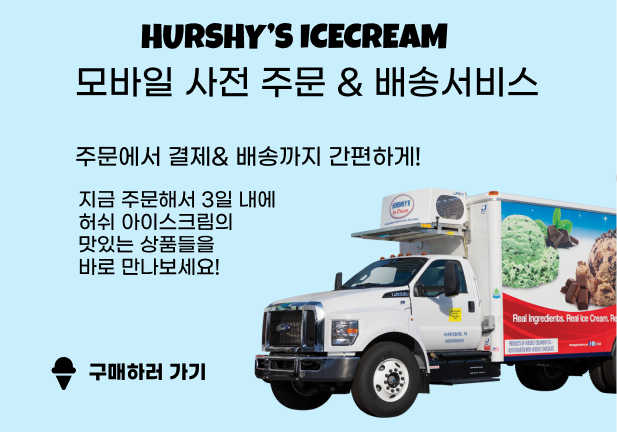 HURSHY'S ICECREAM
모바일 사전 주문 & 배송서비스
주문에서 결제& 배송까지 간편하게!
지금 주문해서 3일 내에
허쉬 아이스크림의
맛있는 상품들을
바로 만나보세요!
구매하러 가기
HERSHEY'S
Ice Cream
Real Ingredients. Real Ice Cream. Re